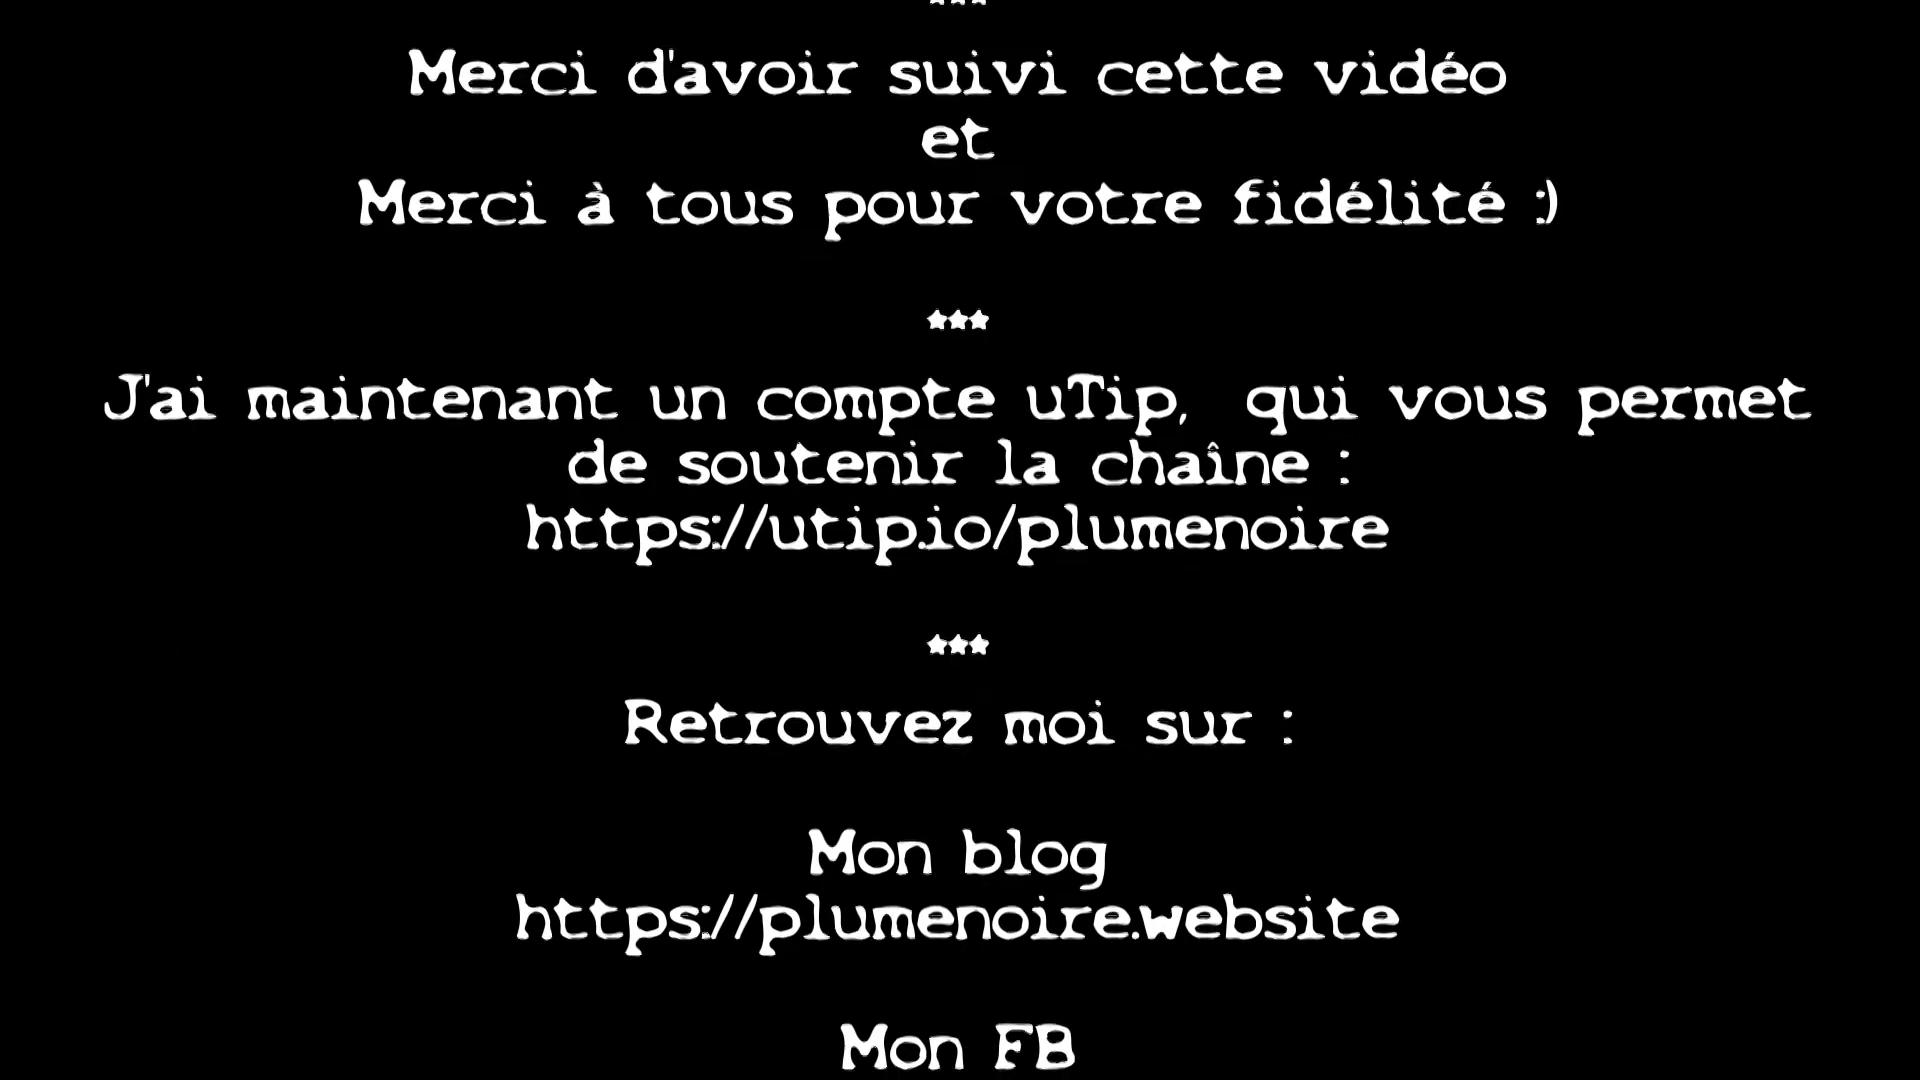 ***
Merci d'avoir suivi cette vidéo
et
Merci à tous pour votre fidélité :)
***
J'ai maintenant un compte uTip, qui vous permet
de soutenir la chaîne :
https://utip.io/plumenoire
***
Retrouvez moi sur :
Mon blog
https://plumenoire.website
Mon FB